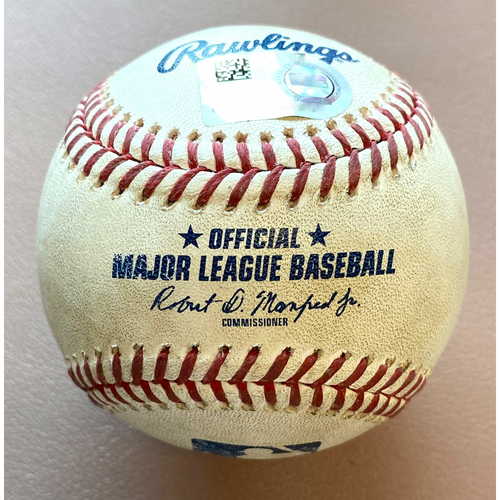 Rawlings
OFFICIAL
MAJOR LEAGUE BASEBALL
Robert D. Manfred Jr.
COMMISSIONER